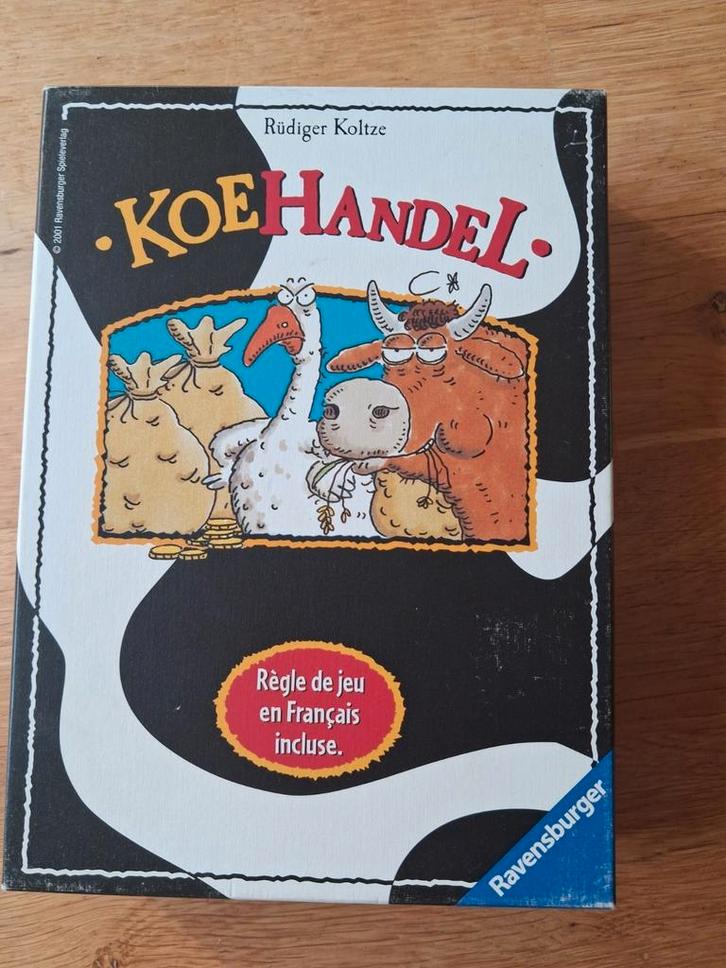 © 2001 Ravensburger Spieleverlag
Rüdiger Koltze
·KOEHANDEL·
Règle de jeu
en Français
incluse.
Ravensburger